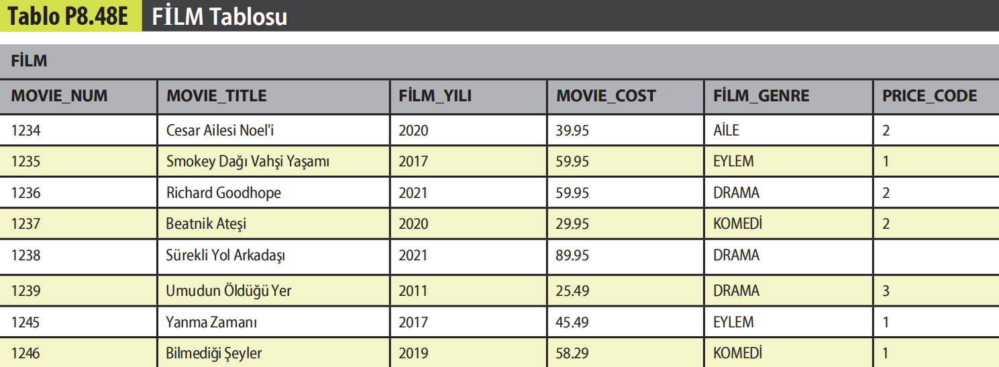 Tablo P8.48E FİLM Tablosu
FİLM
MOVIE_NUM MOVIE_TITLE FİLM_YILI MOVIE_COST FİLM_GENRE PRICE_CODE
1234 Cesar Ailesi Noel'i 2020 39.95 AİLE 2
1235 Smokey Dağı Vahşi Yaşamı 2017 59.95 EYLEM 1
1236 Richard Goodhope 2021 59.95 DRAMA 2
1237 Beatnik Ateşi 2020 29.95 KOMEDİ 2
1238 Sürekli Yol Arkadaşı 2021 89.95 DRAMA
1239 Umudun Öldüğü Yer 2011 25.49 DRAMA 3
1245 Yanma Zamanı 2017 45.49 EYLEM 1
1246 Bilmediği Şeyler 2019 58.29 KOMEDİ 1